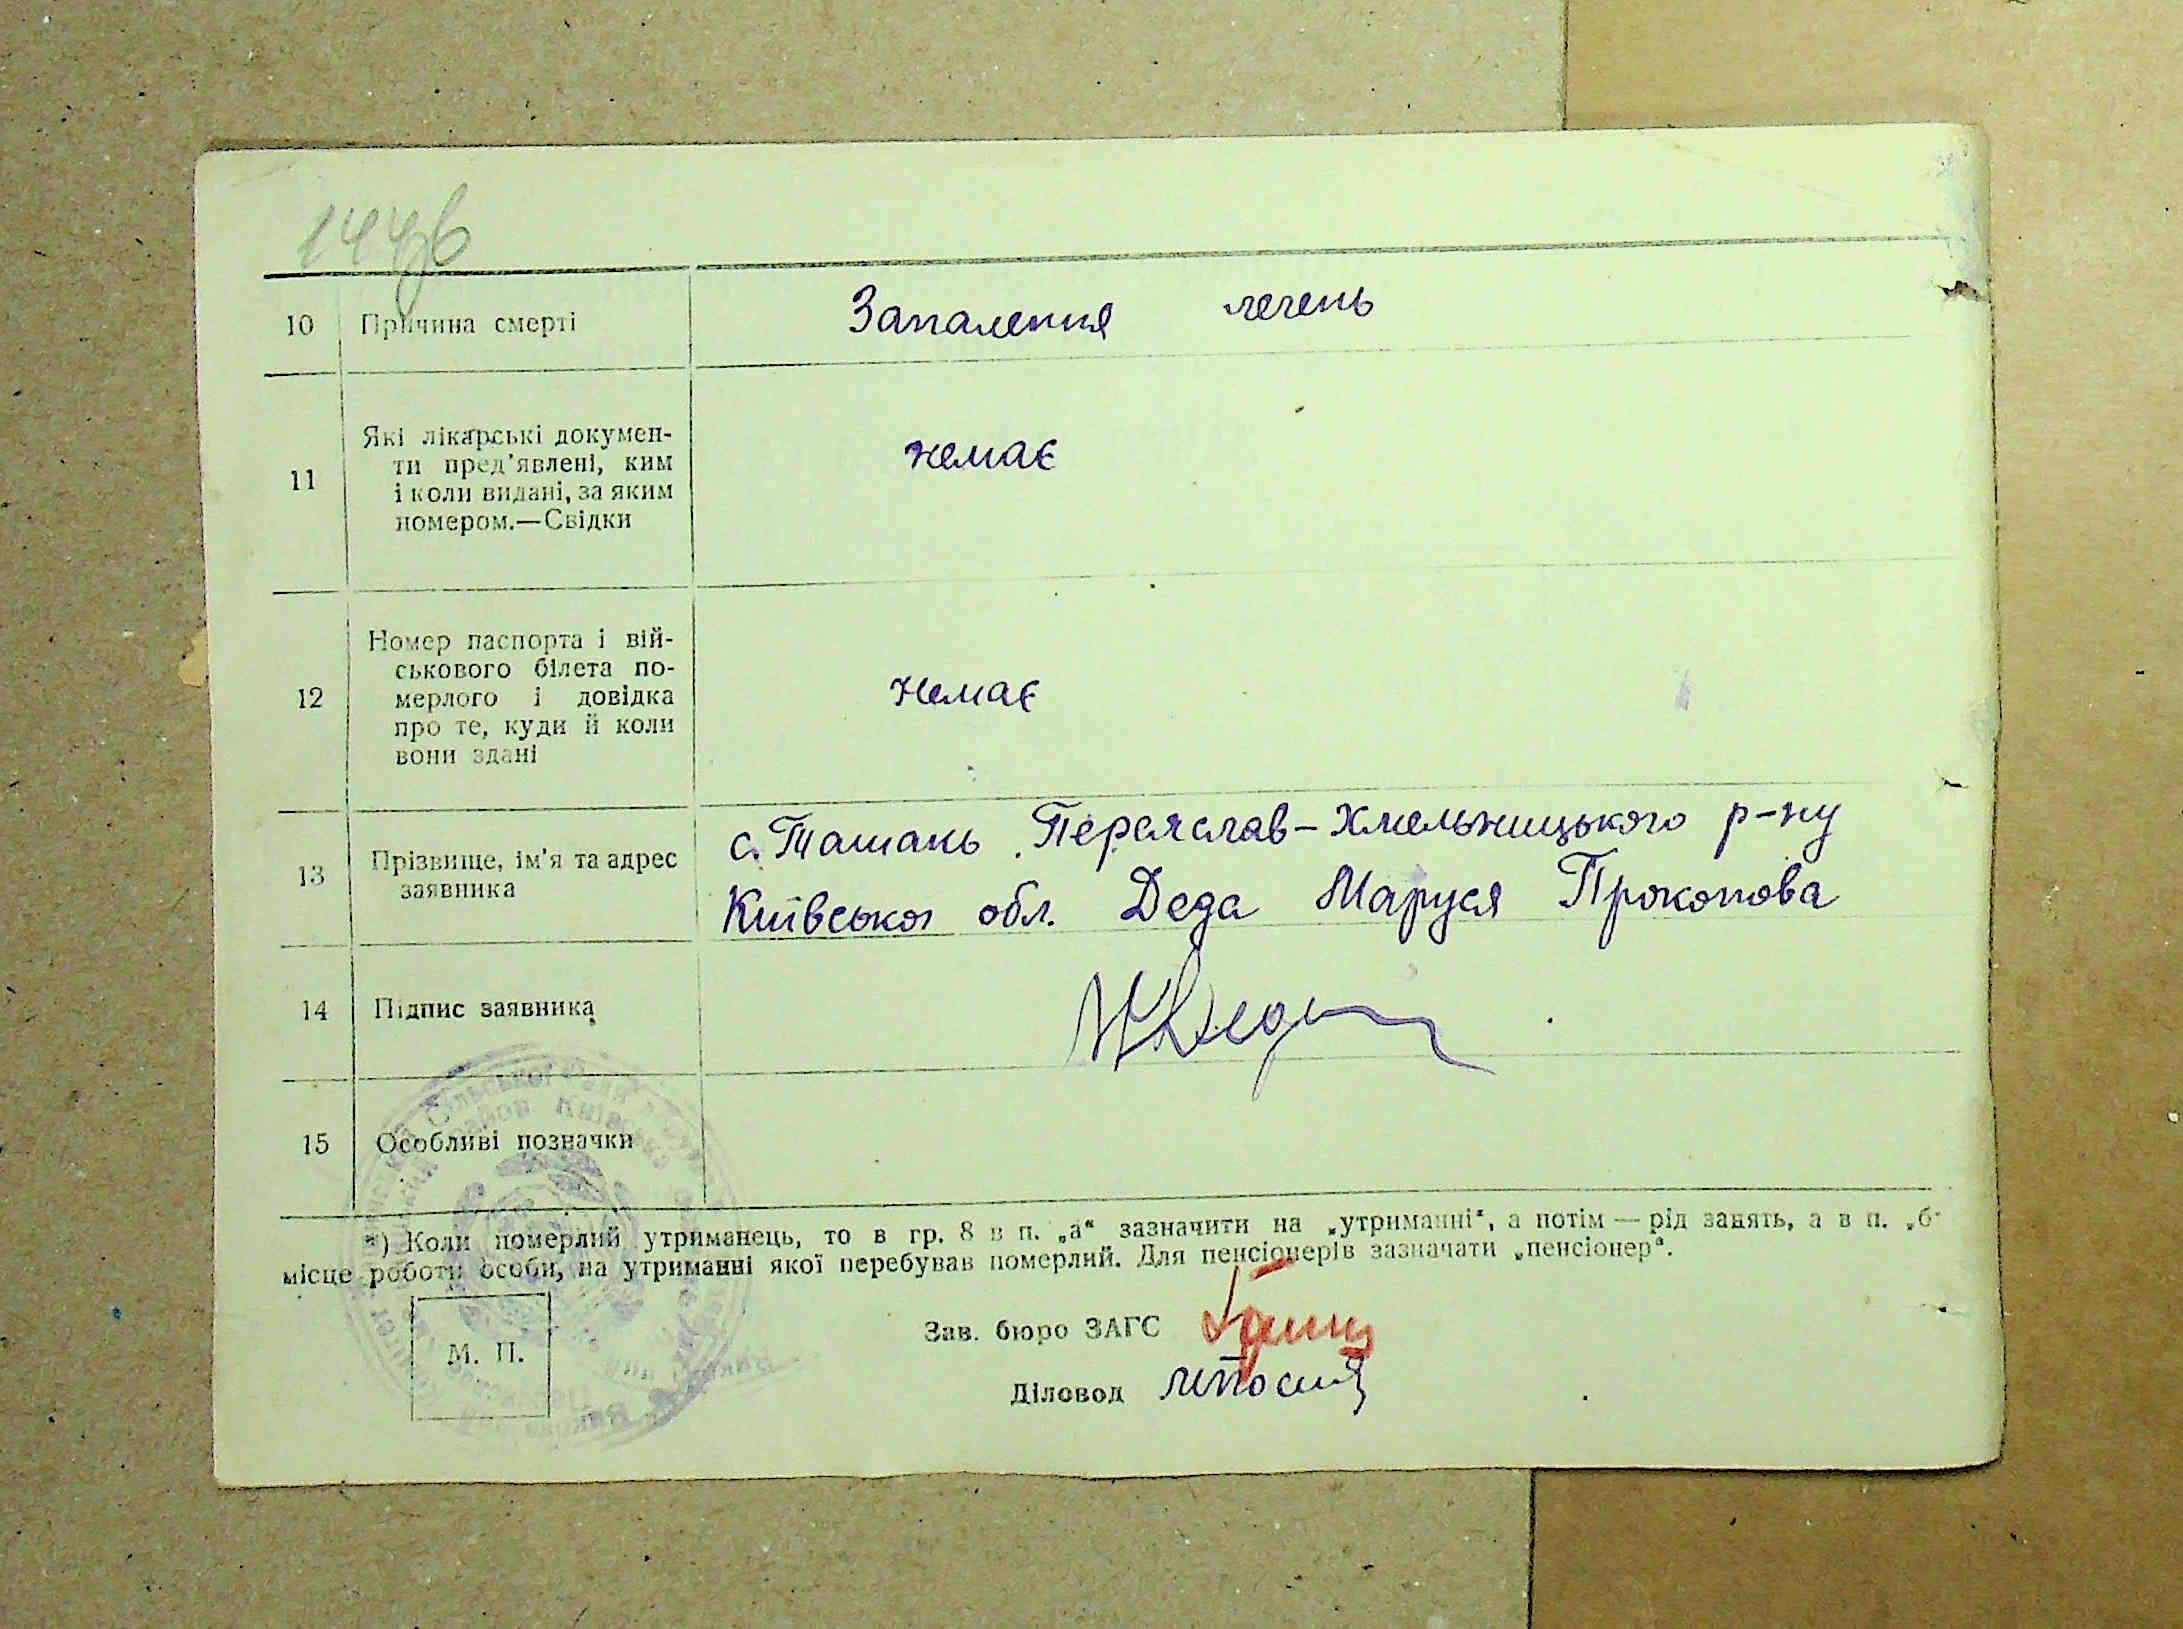 10 Причина смерті Запалення легень
11 Які лікарські докумен-
ти пред'явлені, ким
і коли видані, за яким
номером.—Свідки
немає
12 Номер паспорта і вій-
ськового білета по-
мерлого і довідка
про те, куди й коли
вони здані
немає
13 Прізвище, ім'я та адрес
заявника
с. Ташань Переяслав-Хмельницького р-ну
Київської обл. Деда Маруся Прокопова
14 Підпис заявника
МДеда
15 Особливі позначки
*) Коли померлий утриманець, то в гр. 8 в п. „а" зазначити на „утриманні", а потім — рід занять, а в п. „б"
місце роботи особи, на утриманні якої перебував померлий. Для пенсіонерів зазначати „пенсіонер".
М. П.
Зав. бюро ЗАГС
Діловод